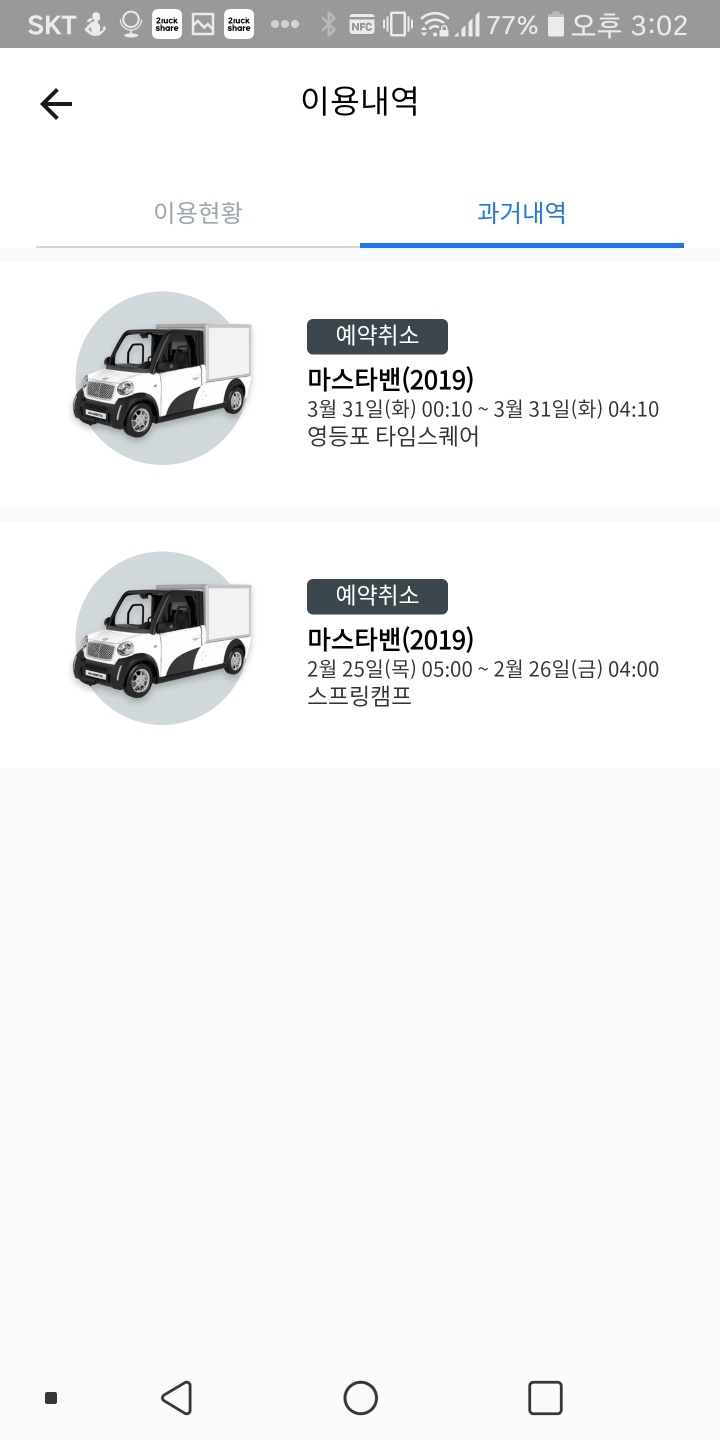 SKT 2ruck share 2ruck share NFC 77% 오후 3:02
이용내역
이용현황 과거내역
예약취소
마스타밴(2019)
3월 31일(화) 00:10 ~ 3월 31일(화) 04:10
영등포 타임스퀘어
예약취소
마스타밴(2019)
2월 25일(목) 05:00 ~ 2월 26일(금) 04:00
스프링캠프